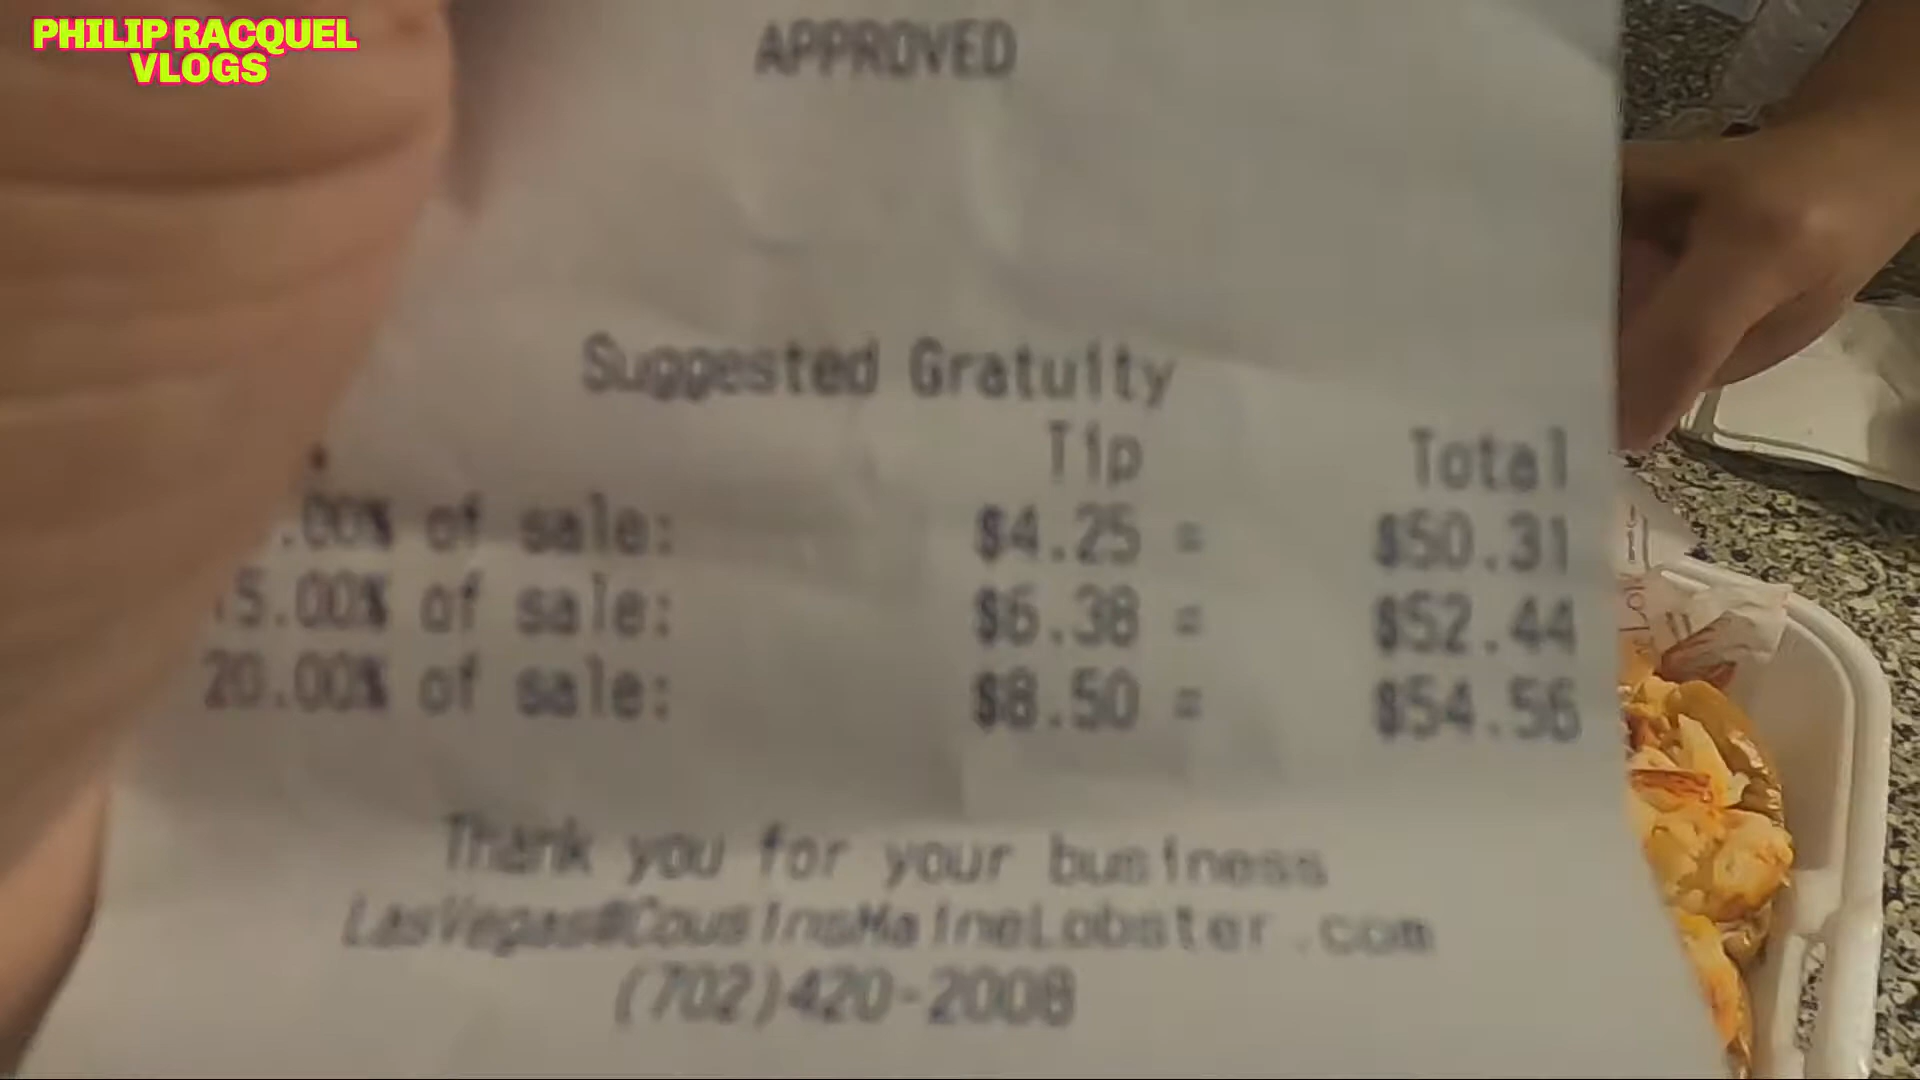 PHILIP RACQUEL
VLOGS
APPROVED
Suggested Gratuity
Tip Total
.00% of sale: $4.25 = $50.31
15.00% of sale: $6.38 = $52.44
20.00% of sale: $8.50 = $54.56
Thank you for your business
LasVegas@CousinsMaineLobster.com
(702)420-2008